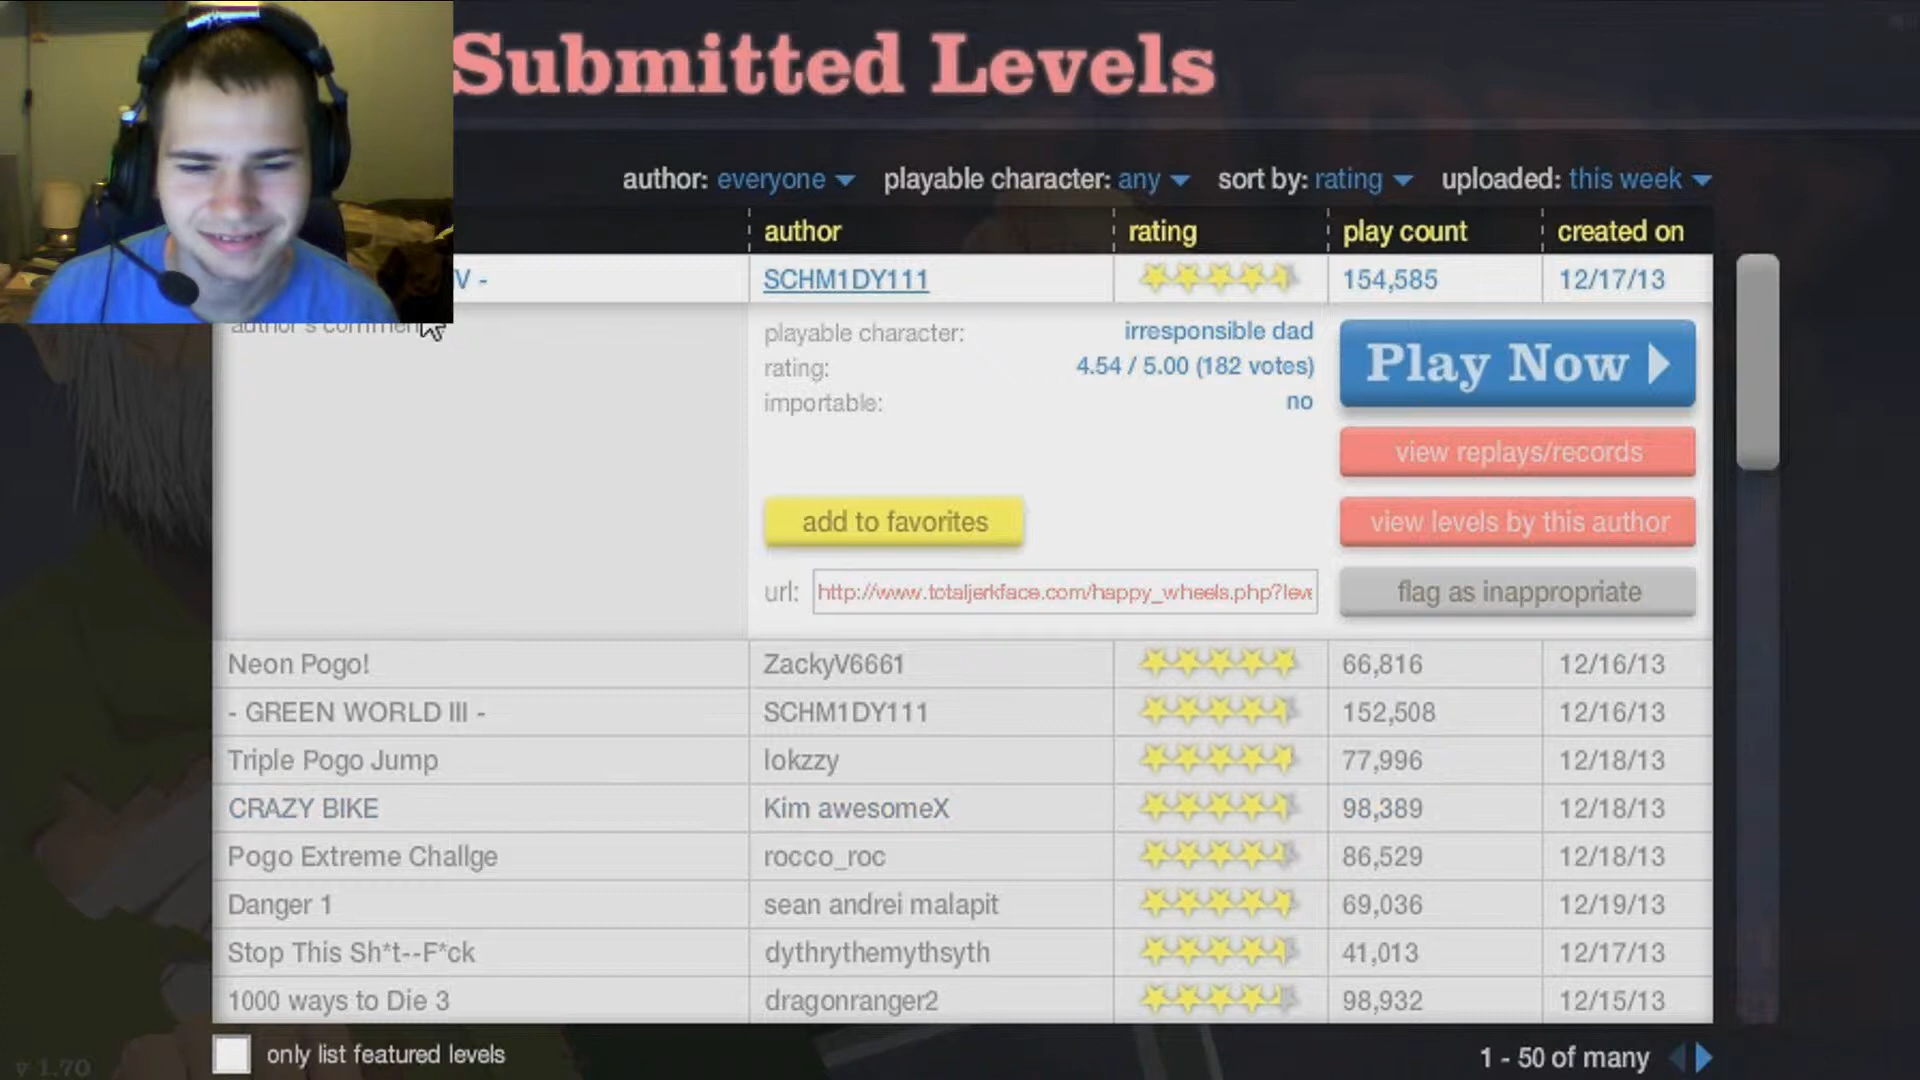 Submitted Levels
author: everyone playable character: any sort by: rating uploaded: this week
author rating play count created on
V - SCHM1DY111 154,585 12/17/13
author's commen
playable character: irresponsible dad
rating: 4.54 / 5.00 (182 votes)
importable: no
Play Now
view replays/records
add to favorites
view levels by this author
url: http://www.totaljerkface.com/happy_wheels.php?leve
flag as inappropriate
Neon Pogo! ZackyV6661 66,816 12/16/13
- GREEN WORLD III - SCHM1DY111 152,508 12/16/13
Triple Pogo Jump lokzzy 77,996 12/18/13
CRAZY BIKE Kim awesomeX 98,389 12/18/13
Pogo Extreme Challge rocco_roc 86,529 12/18/13
Danger 1 sean andrei malapit 69,036 12/19/13
Stop This Sh*t--F*ck dythrythemythsyth 41,013 12/17/13
1000 ways to Die 3 dragonranger2 98,932 12/15/13
only list featured levels
1 - 50 of many
v 1.70